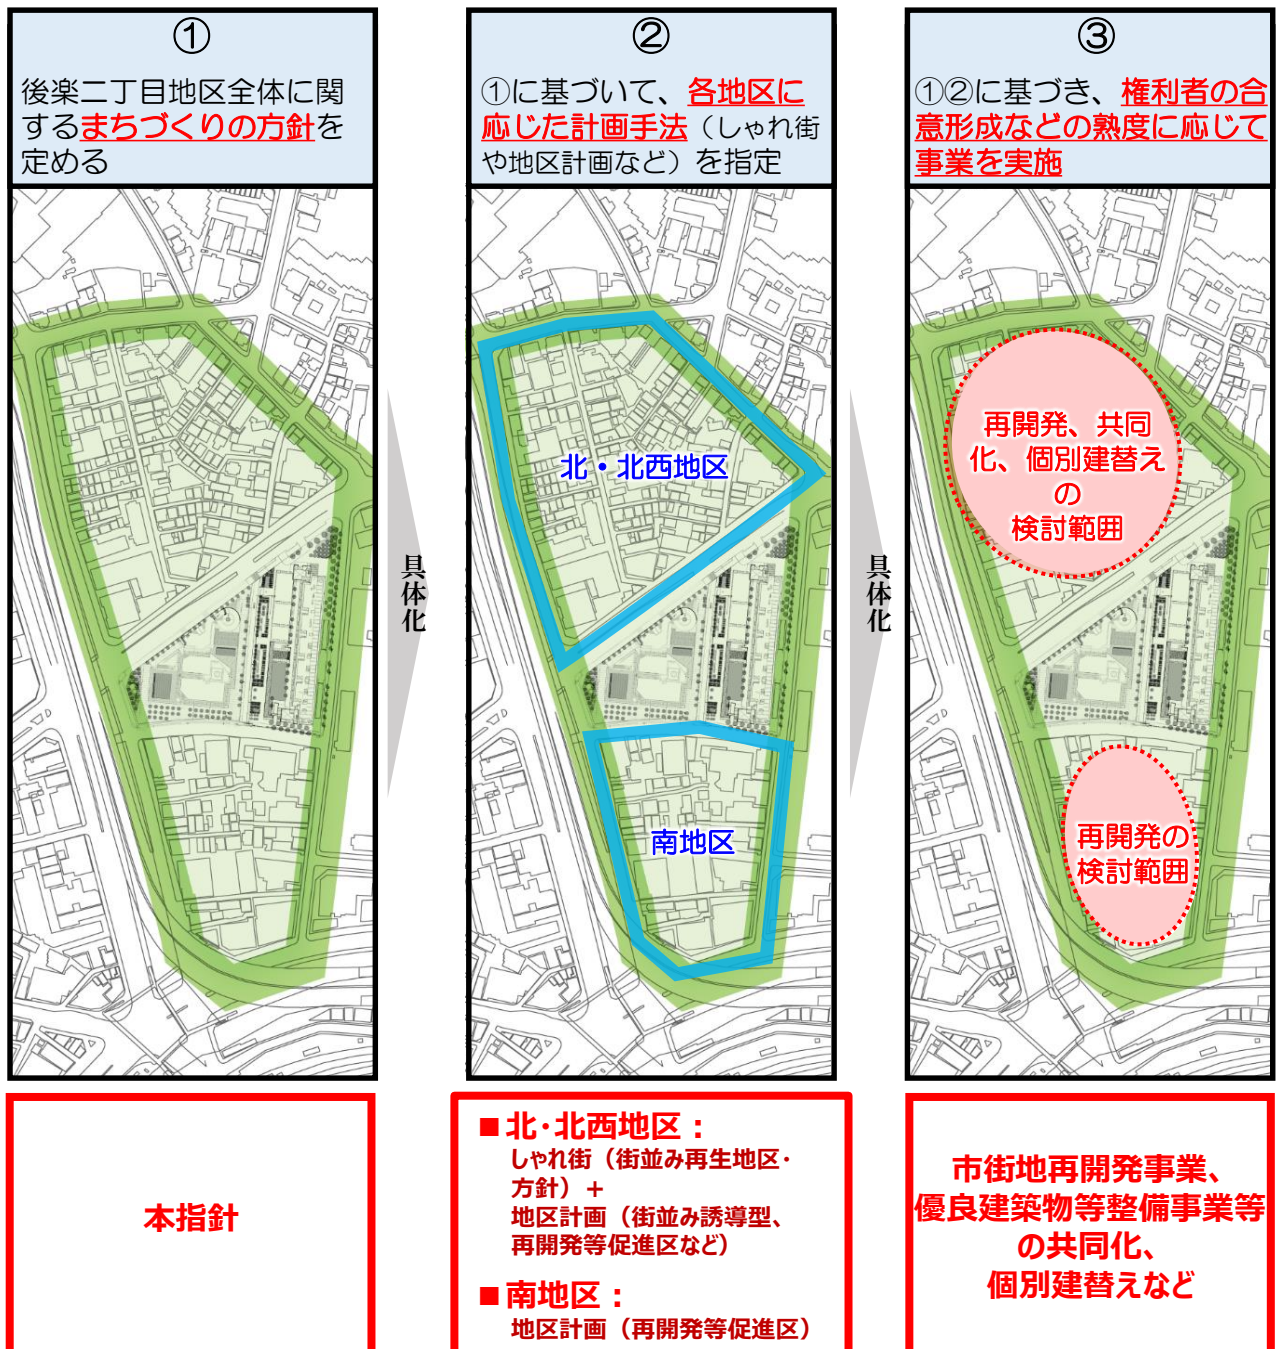 ①
後楽二丁目地区全体に関
するまちづくりの方針を
定める
②
①に基づいて、各地区に
応じた計画手法（しゃれ街
や地区計画など）を指定
③
①②に基づき、権利者の合
意形成などの熟度に応じて
事業を実施
具体化
北・北西地区
南地区
具体化
再開発、共同
化、個別建替え
の
検討範囲
再開発の
検討範囲
本指針
■北・北西地区：
しゃれ街（街並み再生地区・
方針）＋
地区計画（街並み誘導型、
再開発等促進区など）
■南地区：
地区計画（再開発等促進区）
市街地再開発事業、
優良建築物等整備事業等
の共同化、
個別建替えなど